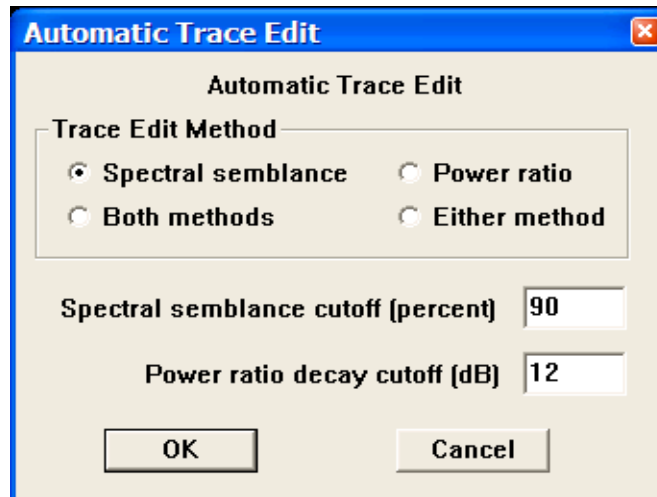 Automatic Trace Edit
Automatic Trace Edit
Trace Edit Method
Spectral semblance
Power ratio
Both methods
Either method
Spectral semblance cutoff (percent) 90
Power ratio decay cutoff (dB) 12
OK
Cancel